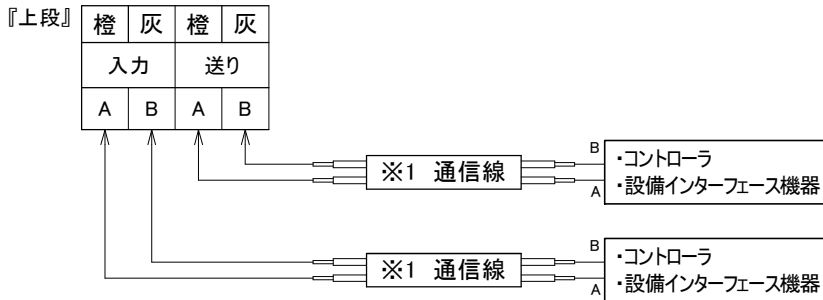 『上段』
橙 灰 橙 灰
入力 送り
A B A B
B
※1 通信線
A
・コントローラ
・設備インターフェース機器
B
※1 通信線
A
・コントローラ
・設備インターフェース機器